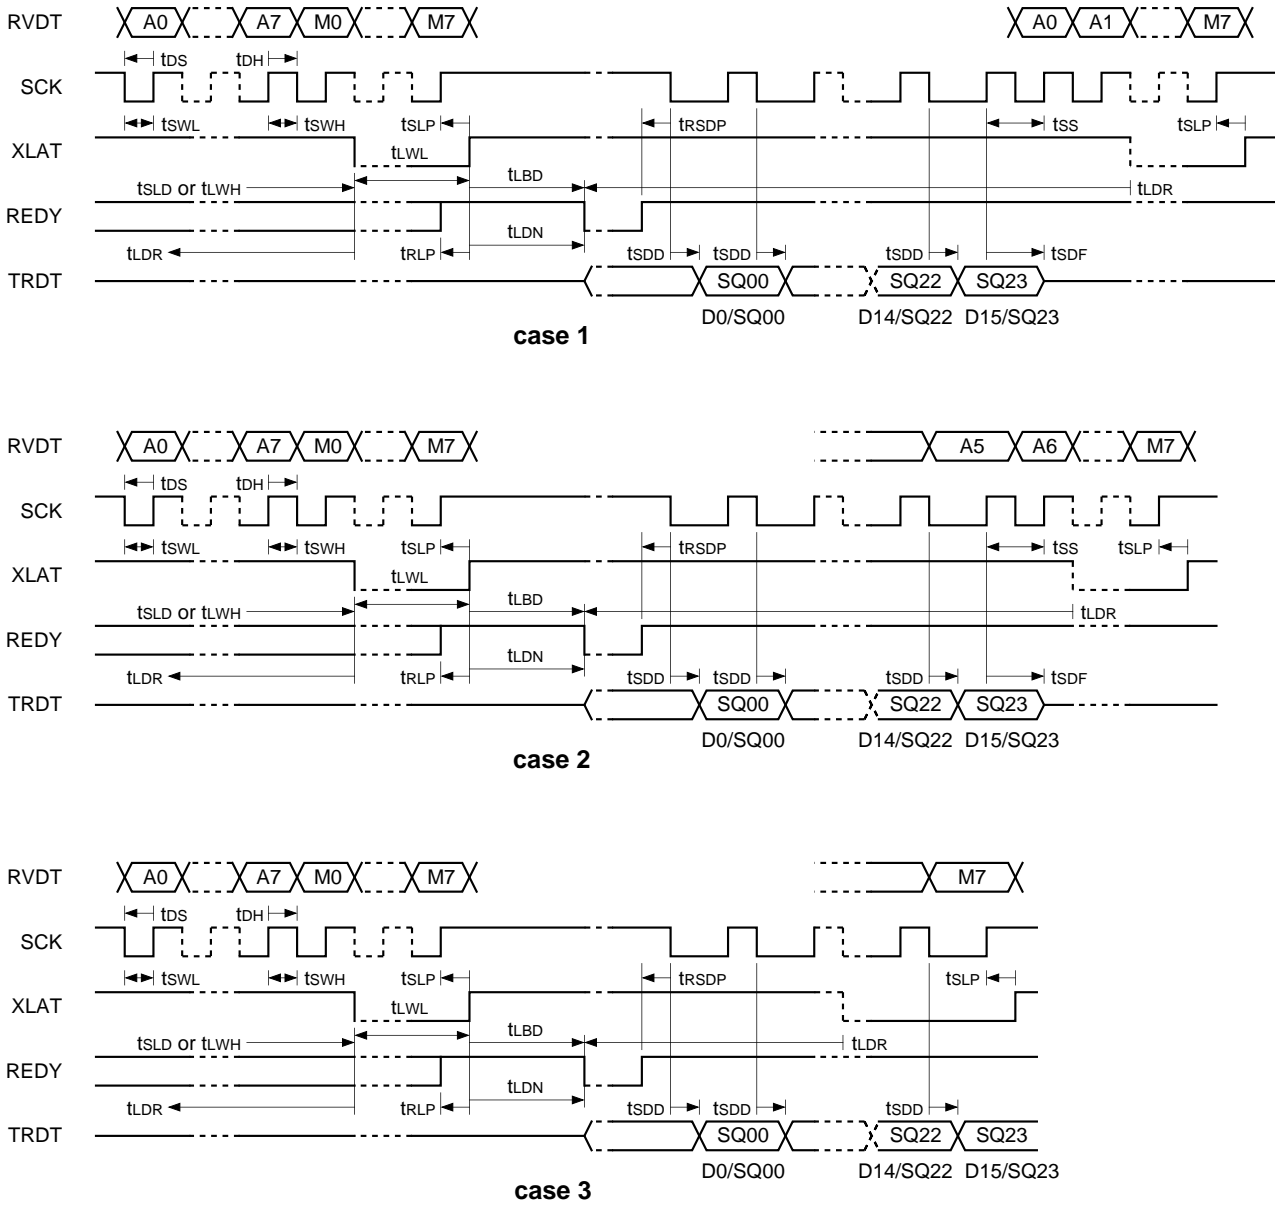 RVDT A0 A7 M0 M7 A0 A1 M7
tDS tDH
SCK
tSWL tSWH tSLP tRSDP tSS tSLP
XLAT
tLWL
tSLD or tLWH tLBD tLDR
REDY
tLDR tRLP tLDN tSDD tSDD tSDD tSDF
TRDT SQ00 SQ22 SQ23
D0/SQ00 D14/SQ22 D15/SQ23
case 1
RVDT A0 A7 M0 M7 A5 A6 M7
tDS tDH
SCK
tSWL tSWH tSLP tRSDP tSS tSLP
XLAT
tLWL
tSLD or tLWH tLBD tLDR
REDY
tLDR tRLP tLDN tSDD tSDD tSDD tSDF
TRDT SQ00 SQ22 SQ23
D0/SQ00 D14/SQ22 D15/SQ23
case 2
RVDT A0 A7 M0 M7 M7
tDS tDH
SCK
tSWL tSWH tSLP tRSDP tSLP
XLAT
tLWL
tSLD or tLWH tLBD tLDR
REDY
tLDR tRLP tLDN tSDD tSDD tSDD
TRDT SQ00 SQ22 SQ23
D0/SQ00 D14/SQ22 D15/SQ23
case 3